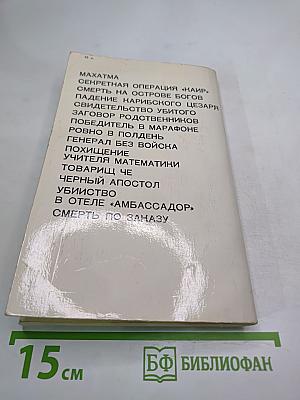 МАХАТМА
СЕКРЕТНАЯ ОПЕРАЦИЯ «КАИР»
СМЕРТЬ НА ОСТРОВЕ БОГОВ
ПАДЕНИЕ КАРИБСКОГО ЦЕЗАРЯ
СВИДЕТЕЛЬСТВО УБИТОГО
ЗАГОВОР РОДСТВЕННИКОВ
ПОБЕДИТЕЛЬ В МАРАФОНЕ
РОВНО В ПОЛДЕНЬ
ГЕНЕРАЛ БЕЗ ВОЙСКА
ПОХИЩЕНИЕ
УЧИТЕЛЯ МАТЕМАТИКИ
ТОВАРИЩ ЧЕ
ЧЕРНЫЙ АПОСТОЛ
УБИЙСТВО
В ОТЕЛЕ «АМБАССАДОР»
СМЕРТЬ ПО ЗАКАЗУ
15 СМ
БФ БИБЛИОФАН